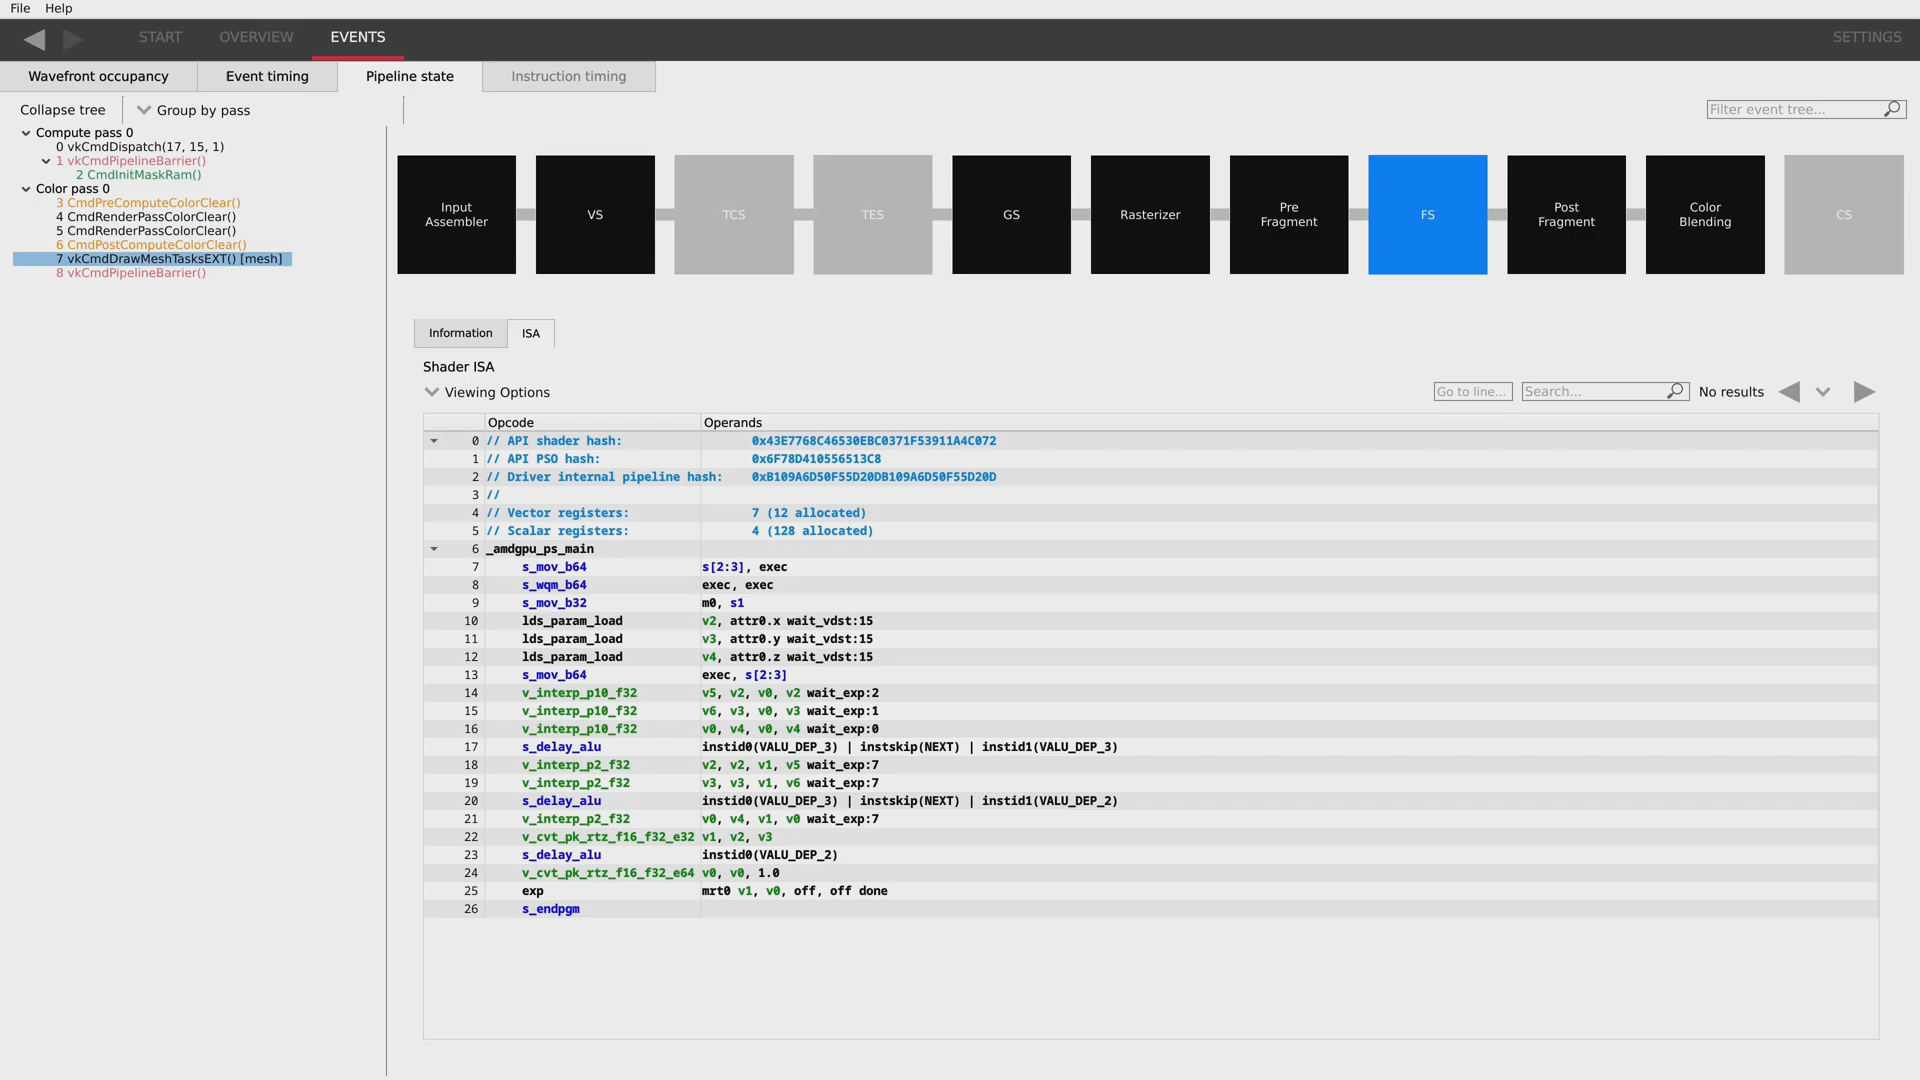 File Help
START OVERVIEW EVENTS SETTINGS
Wavefront occupancy Event timing Pipeline state Instruction timing
Collapse tree Group by pass Filter event tree...
Compute pass 0
0 vkCmdDispatch(17, 15, 1)
1 vkCmdPipelineBarrier()
2 CmdInitMaskRam()
Color pass 0
3 CmdPreComputeColorClear()
4 CmdRenderPassColorClear()
5 CmdRenderPassColorClear()
6 CmdPostComputeColorClear()
7 vkCmdDrawMeshTasksEXT() [mesh]
8 vkCmdPipelineBarrier()
Input
Assembler
VS
TCS
TES
GS
Rasterizer
Pre
Fragment
FS
Post
Fragment
Color
Blending
CS
Information ISA
Shader ISA
Viewing Options Go to line... Search... No results
Opcode Operands
0 // API shader hash: 0x43E7768C46530EBC0371F53911A4C072
1 // API PSO hash: 0x6F78D410556513C8
2 // Driver internal pipeline hash: 0xB109A6D50F55D20DB109A6D50F55D20D
3 //
4 // Vector registers: 7 (12 allocated)
5 // Scalar registers: 4 (128 allocated)
6 _amdgpu_ps_main
7 s_mov_b64 s[2:3], exec
8 s_wqm_b64 exec, exec
9 s_mov_b32 m0, s1
10 lds_param_load v2, attr0.x wait_vdst:15
11 lds_param_load v3, attr0.y wait_vdst:15
12 lds_param_load v4, attr0.z wait_vdst:15
13 s_mov_b64 exec, s[2:3]
14 v_interp_p10_f32 v5, v2, v0, v2 wait_exp:2
15 v_interp_p10_f32 v6, v3, v0, v3 wait_exp:1
16 v_interp_p10_f32 v0, v4, v0, v4 wait_exp:0
17 s_delay_alu instid0(VALU_DEP_3) | instskip(NEXT) | instid1(VALU_DEP_3)
18 v_interp_p2_f32 v2, v2, v1, v5 wait_exp:7
19 v_interp_p2_f32 v3, v3, v1, v6 wait_exp:7
20 s_delay_alu instid0(VALU_DEP_3) | instskip(NEXT) | instid1(VALU_DEP_2)
21 v_interp_p2_f32 v0, v4, v1, v0 wait_exp:7
22 v_cvt_pk_rtz_f16_f32_e32 v1, v2, v3
23 s_delay_alu instid0(VALU_DEP_2)
24 v_cvt_pk_rtz_f16_f32_e64 v0, v0, 1.0
25 exp mrt0 v1, v0, off, off done
26 s_endpgm